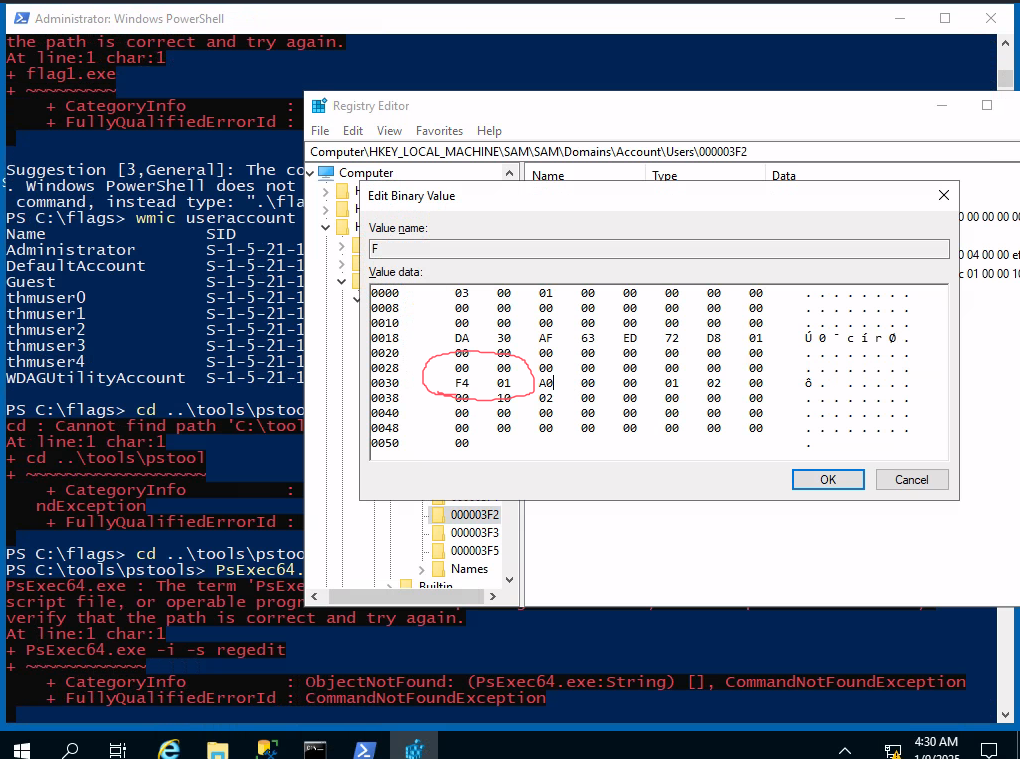 Administrator: Windows PowerShell
the path is correct and try again.
At line:1 char:1
+ flag1.exe
+ ~~~~~~~~~
+ CategoryInfo :
+ FullyQualifiedErrorId :
Suggestion [3,General]: The co
. Windows PowerShell does not
command, instead type: ".\fla
PS C:\flags> wmic useraccount
Name SID
Administrator S-1-5-21-1
DefaultAccount S-1-5-21-1
Guest S-1-5-21-1
thmuser0 S-1-5-21-1
thmuser1 S-1-5-21-1
thmuser2 S-1-5-21-1
thmuser3 S-1-5-21-1
thmuser4 S-1-5-21-1
WDAGUtilityAccount S-1-5-21-1
PS C:\flags> cd ..\tools\pstoo
cd : Cannot find path 'C:\tool
At line:1 char:1
+ cd ..\tools\pstool
+ ~~~~~~~~~~~~~~~~~~
+ CategoryInfo :
ndException
+ FullyQualifiedErrorId :
PS C:\flags> cd ..\tools\pstoo
PS C:\tools\pstools> PsExec64.
PsExec64.exe : The term 'PsExe
script file, or operable progr
verify that the path is correct and try again.
At line:1 char:1
+ PsExec64.exe -i -s regedit
+ ~~~~~~~~~~~~
+ CategoryInfo : ObjectNotFound: (PsExec64.exe:String) [], CommandNotFoundException
+ FullyQualifiedErrorId : CommandNotFoundException
Registry Editor
File Edit View Favorites Help
Computer\HKEY_LOCAL_MACHINE\SAM\SAM\Domains\Account\Users\000003F2
Computer
Name Type Data
0 00 00 00 00
0 04 00 00 ef
c 01 00 00 10
Edit Binary Value
Value name:
F
Value data:
0000 03 00 01 00 00 00 00 00 . . . . . . . .
0008 00 00 00 00 00 00 00 00 . . . . . . . .
0010 00 00 00 00 00 00 00 00 . . . . . . . .
0018 DA 30 AF 63 ED 72 D8 01 Ú 0 ¯ c í r Ø .
0020 00 00 00 00 00 00 00 00 . . . . . . . .
0028 00 00 00 00 00 00 00 00 . . . . . . . .
0030 F4 01 A0 00 00 01 02 00 ô . . . . . .
0038 00 10 02 00 00 00 00 00 . . . . . . . .
0040 00 00 00 00 00 00 00 00 . . . . . . . .
0048 00 00 00 00 00 00 00 00 . . . . . . . .
0050 00 .
OK Cancel
000003F2
000003F3
000003F5
Names
Builtin
4:30 AM